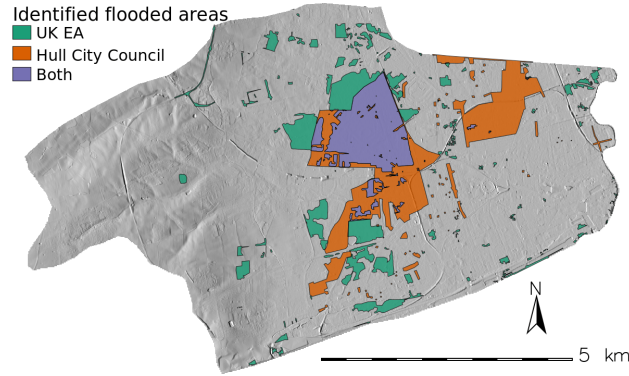 Identified flooded areas
UK EA
Hull City Council
Both
N
5 km